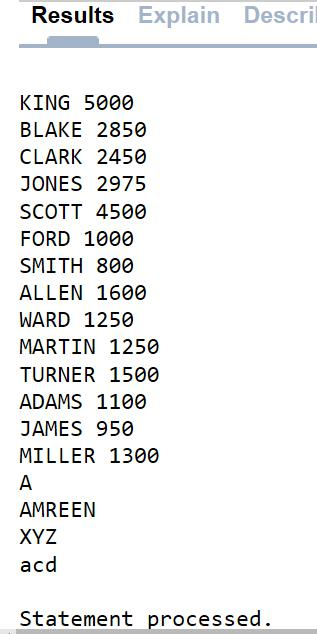 Results Explain Descri
KING 5000
BLAKE 2850
CLARK 2450
JONES 2975
SCOTT 4500
FORD 1000
SMITH 800
ALLEN 1600
WARD 1250
MARTIN 1250
TURNER 1500
ADAMS 1100
JAMES 950
MILLER 1300
A
AMREEN
XYZ
acd
Statement processed.